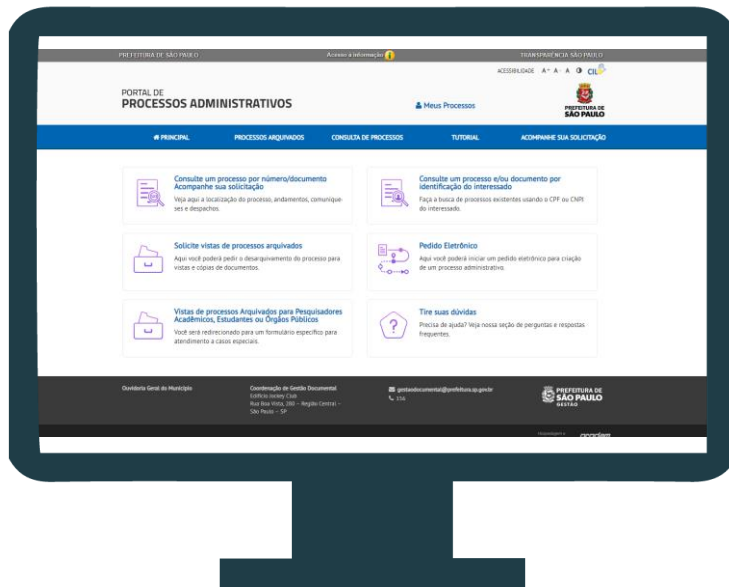 PREFEITURA DE SÃO PAULO
Acesso à informação
TRANSPARÊNCIA SÃO PAULO
ACESSIBILIDADE A+ A- A CIL
PORTAL DE
PROCESSOS ADMINISTRATIVOS
Meus Processos
PREFEITURA DE
SÃO PAULO
PRINCIPAL
PROCESSOS ARQUIVADOS
CONSULTA DE PROCESSOS
TUTORIAL
ACOMPANHE SUA SOLICITAÇÃO
Consulte um processo por número/documento
Acompanhe sua solicitação
Veja aqui a localização do processo, andamentos, comunique-
ses e despachos.
Consulte um processo e/ou documento por
identificação do interessado
Faça a busca de processos existentes usando o CPF ou CNPJ
do interessado.
Solicite vistas de processos arquivados
Aqui você poderá pedir o desarquivamento do processo para
vistas e cópias de documentos.
Pedido Eletrônico
Aqui você poderá iniciar um pedido eletrônico para criação
de um processo administrativo.
Vistas de processos Arquivados para Pesquisadores
Acadêmicos, Estudantes ou Órgãos Públicos
Você será redirecionado para um formulário específico para
atendimento a casos especiais.
Tire suas dúvidas
Precisa de ajuda? Veja nossa seção de perguntas e respostas
frequentes.
Ouvidoria Geral do Município
Coordenação de Gestão Documental
Edifício Jockey Club
Rua Boa Vista, 280 – Região Central –
São Paulo – SP
gestaodocumental@prefeitura.sp.gov.br
156
PREFEITURA DE
SÃO PAULO
GESTÃO